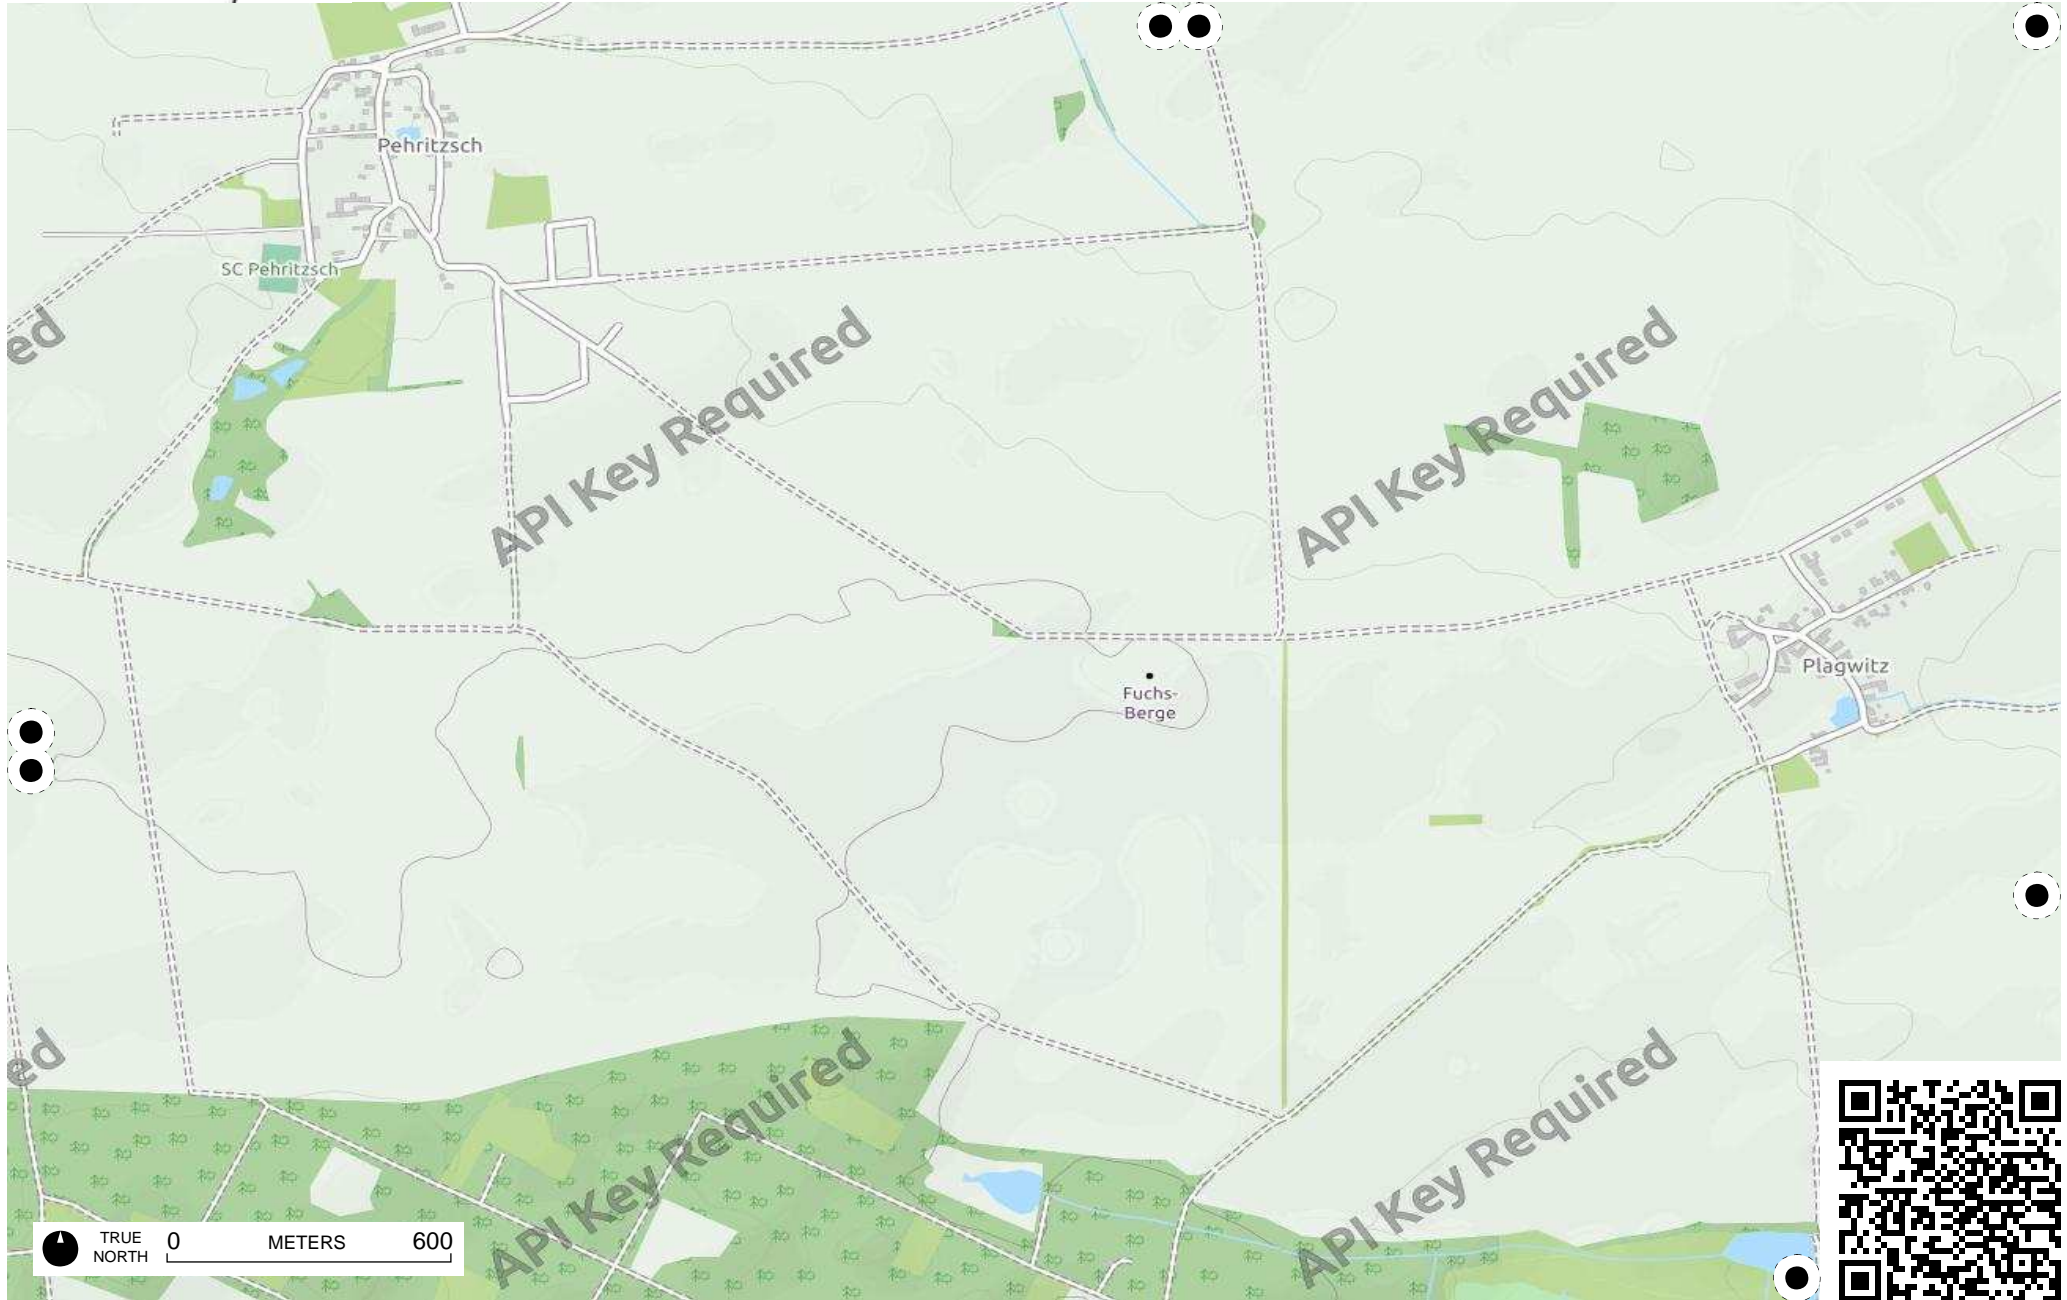 Pehritzsch
SC Pehritzsch
ed
API Key Required
API Key Required
Plagwitz
Fuchs-
Berge
ed
API Key Required
API Key Required
TRUE
NORTH
0 METERS 600